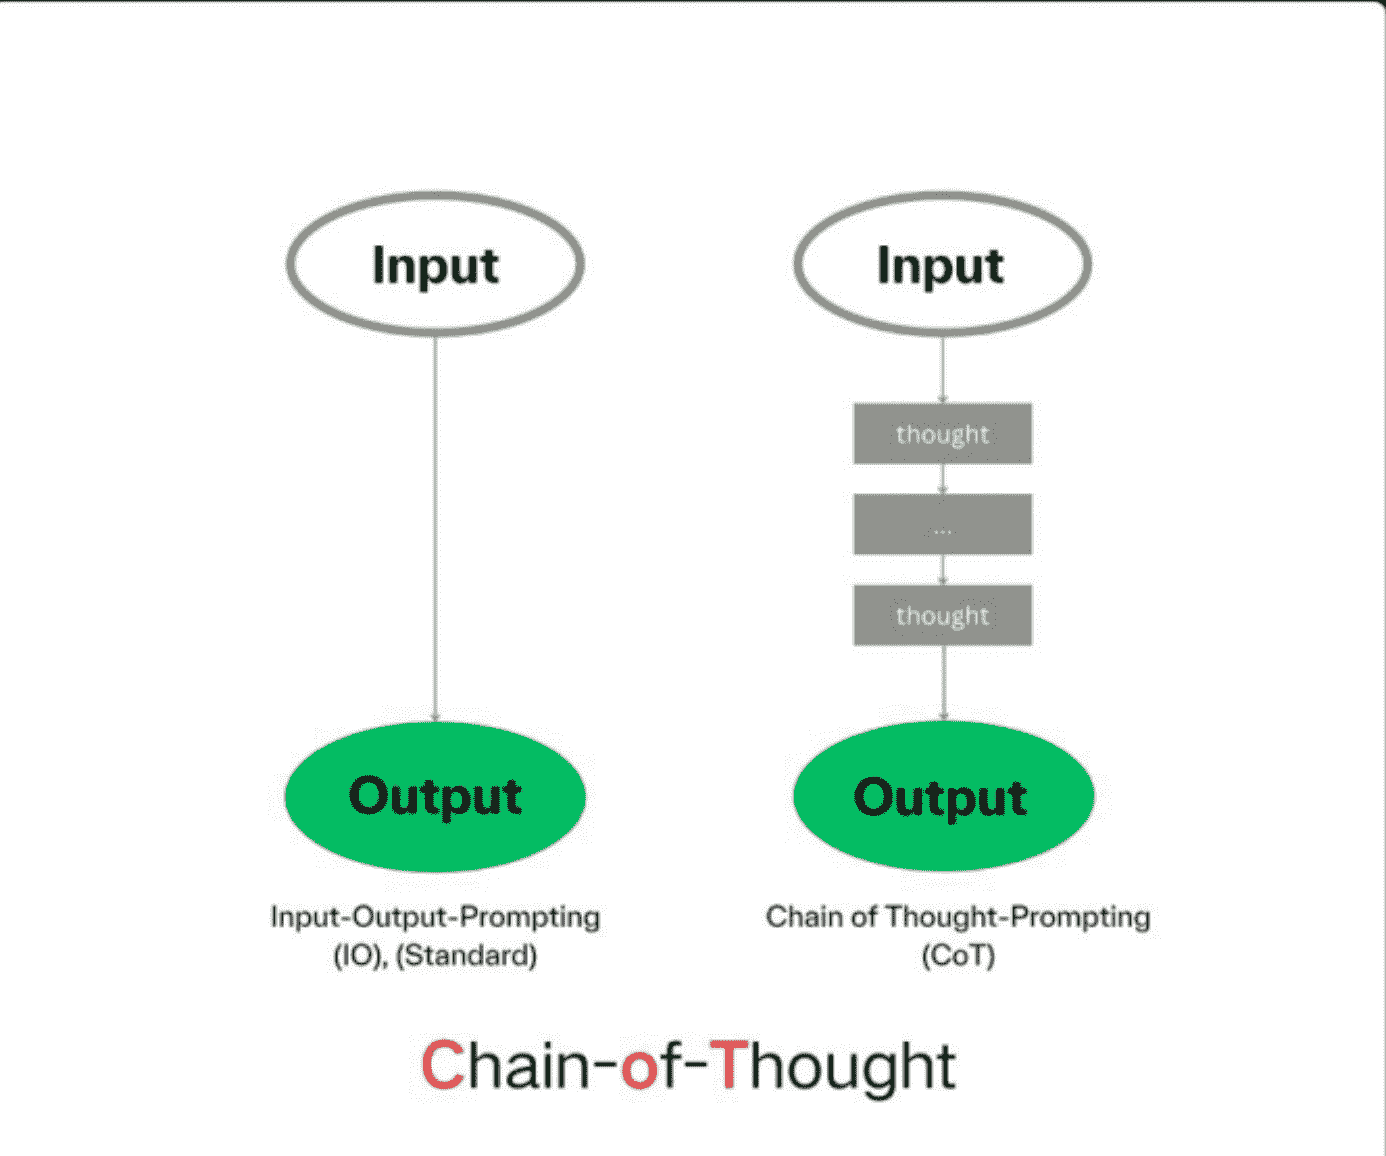 Input
Input
thought
...
thought
Output
Output
Input-Output-Prompting
(IO), (Standard)
Chain of Thought-Prompting
(CoT)
Chain-of-Thought